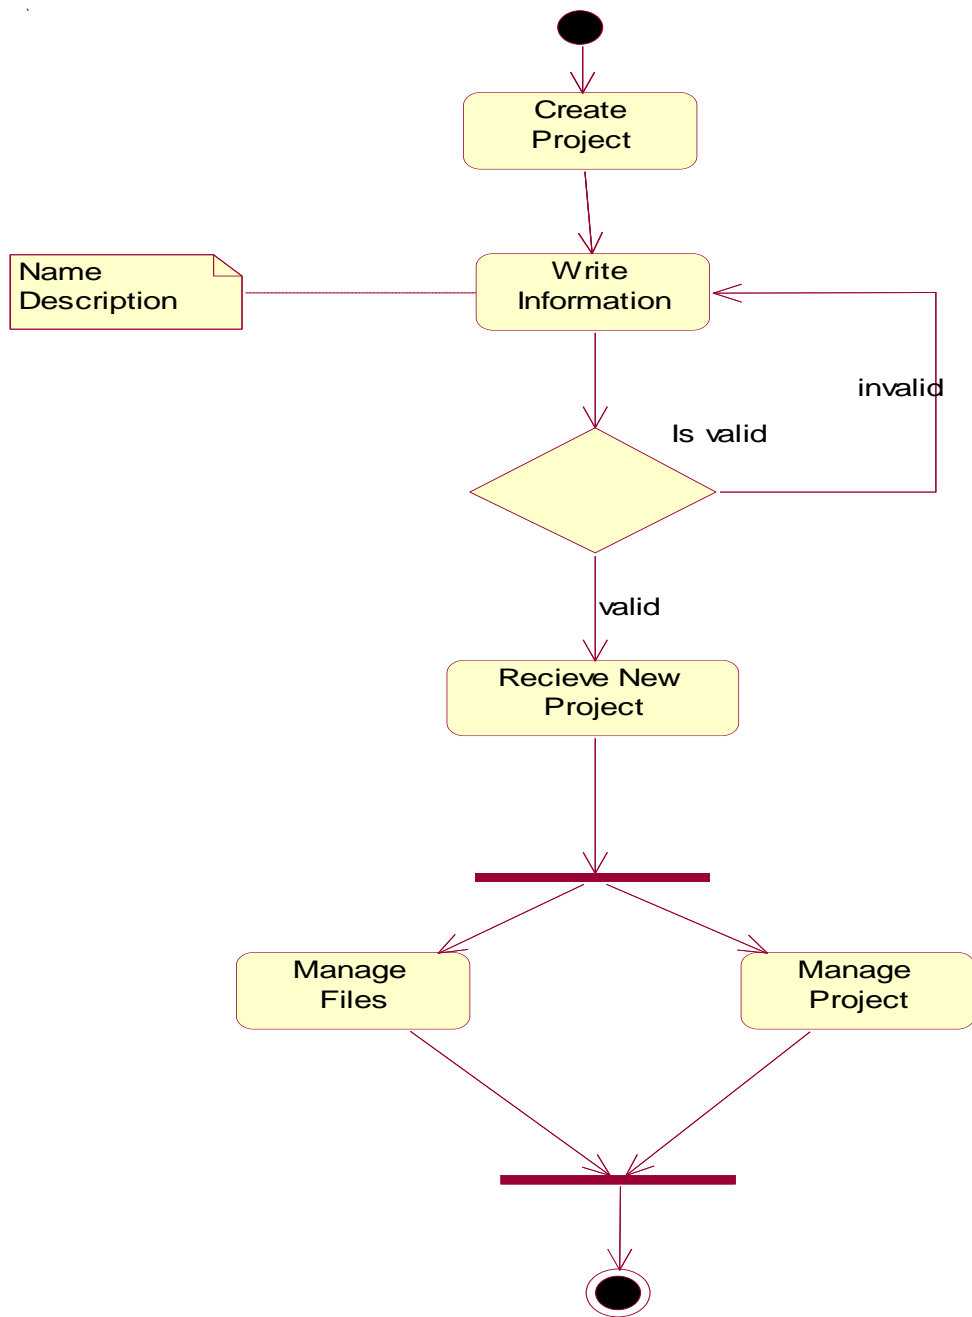 Create
Project
Name
Description
Write
Information
invalid
Is valid
valid
Recieve New
Project
Manage
Files
Manage
Project